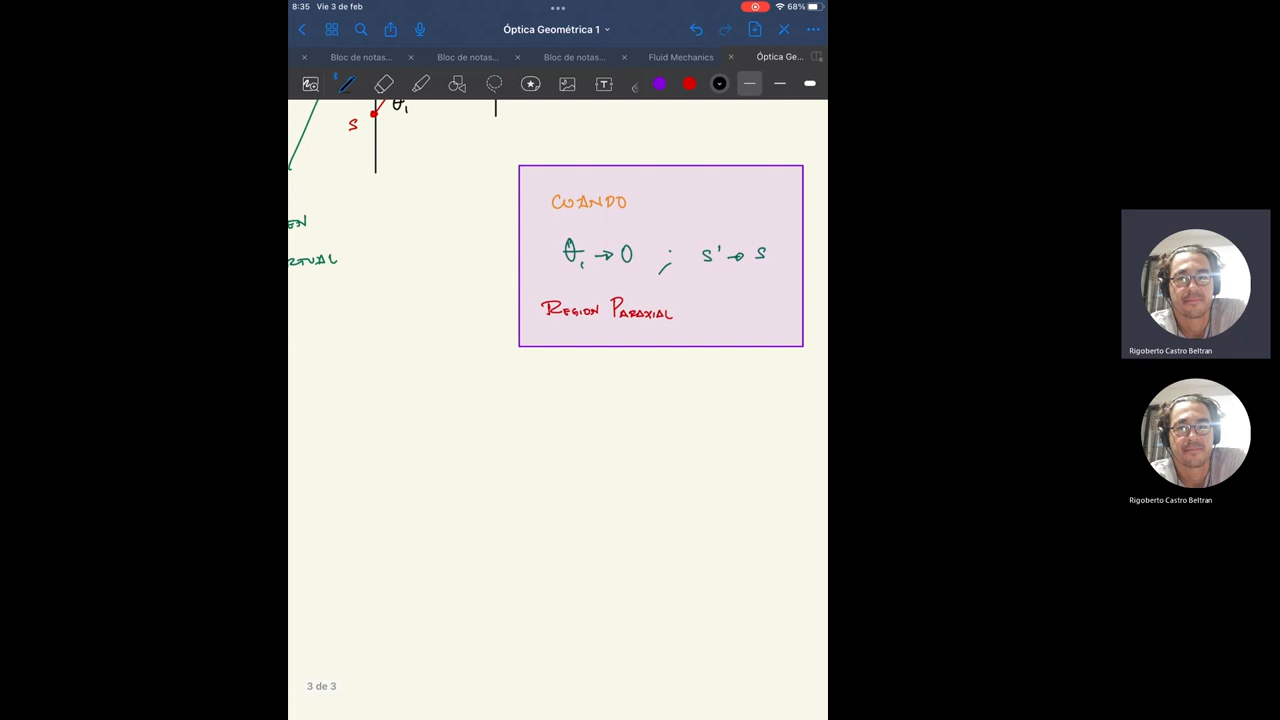 8:35 Vie 3 de feb
68%
Óptica Geométrica 1
Bloc de notas...
Bloc de notas...
Bloc de notas...
Fluid Mechanics
Óptica Ge...
T
θ₁
S
EN
RTUAL
CUANDO
θ₁ → 0 ; s' → s
REGION PARAXIAL
3 de 3
Rigoberto Castro Beltran
Rigoberto Castro Beltran